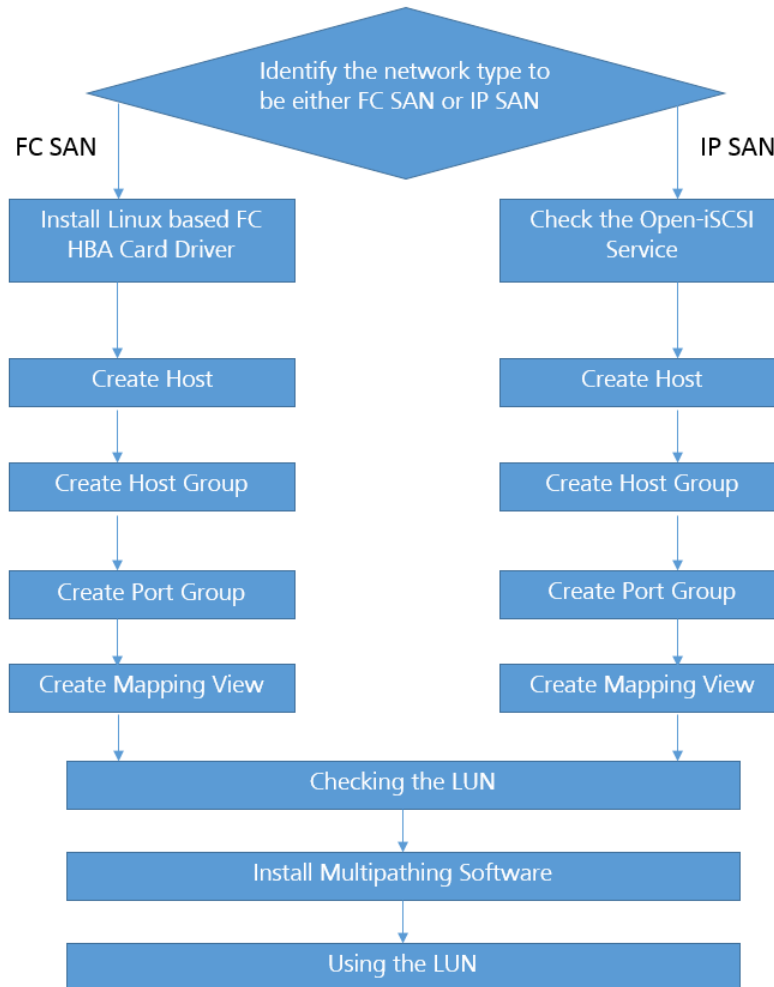 Identify the network type to
be either FC SAN or IP SAN
FC SAN
IP SAN
Install Linux based FC
HBA Card Driver
Check the Open-iSCSI
Service
Create Host
Create Host
Create Host Group
Create Host Group
Create Port Group
Create Port Group
Create Mapping View
Create Mapping View
Checking the LUN
Install Multipathing Software
Using the LUN